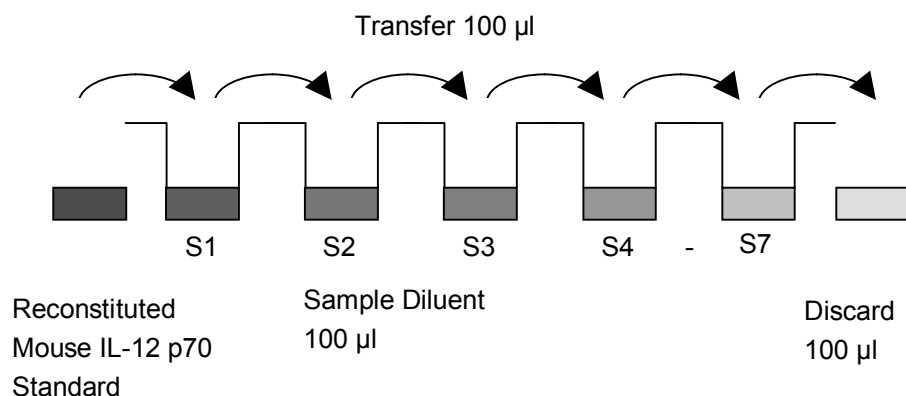 Transfer 100 µl
S1 S2 S3 S4 - S7
Reconstituted
Mouse IL-12 p70
Standard
Sample Diluent
100 µl
Discard
100 µl